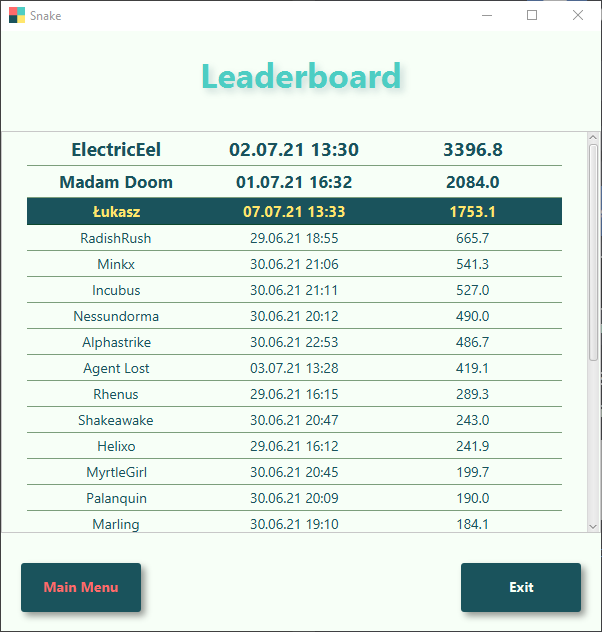 Snake
Leaderboard
ElectricEel 02.07.21 13:30 3396.8
Madam Doom 01.07.21 16:32 2084.0
Łukasz 07.07.21 13:33 1753.1
RadishRush 29.06.21 18:55 665.7
Minkx 30.06.21 21:06 541.3
Incubus 30.06.21 21:11 527.0
Nessundorma 30.06.21 20:12 490.0
Alphastrike 30.06.21 22:53 486.7
Agent Lost 03.07.21 13:28 419.1
Rhenus 29.06.21 16:15 289.3
Shakeawake 30.06.21 20:47 243.0
Helixo 29.06.21 16:12 241.9
MyrtleGirl 30.06.21 20:45 199.7
Palanquin 30.06.21 20:09 190.0
Marling 30.06.21 19:10 184.1
Main Menu Exit